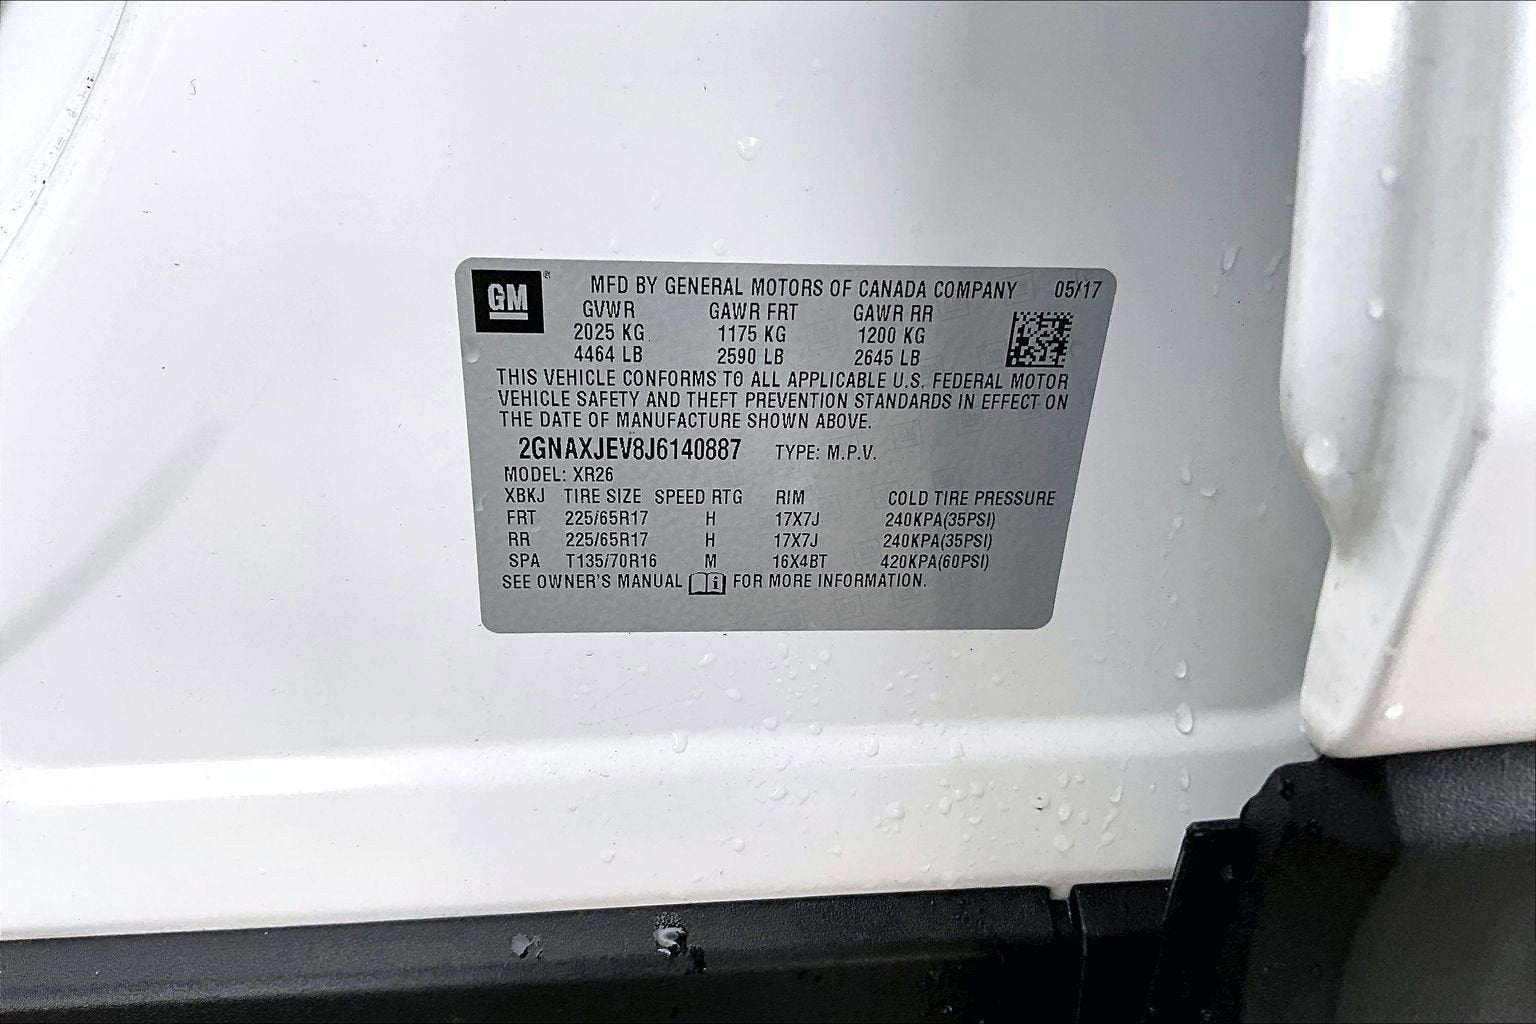 GM ® MFD BY GENERAL MOTORS OF CANADA COMPANY 05/17
GVWR GAWR FRT GAWR RR
2025 KG 1175 KG 1200 KG
4464 LB 2590 LB 2645 LB
THIS VEHICLE CONFORMS TO ALL APPLICABLE U.S. FEDERAL MOTOR
VEHICLE SAFETY AND THEFT PREVENTION STANDARDS IN EFFECT ON
THE DATE OF MANUFACTURE SHOWN ABOVE.
2GNAXJEV8J6140887 TYPE: M.P.V.
MODEL: XR26
XBKJ TIRE SIZE SPEED RTG RIM COLD TIRE PRESSURE
FRT 225/65R17 H 17X7J 240KPA(35PSI)
RR 225/65R17 H 17X7J 240KPA(35PSI)
SPA T135/70R16 M 16X4BT 420KPA(60PSI)
SEE OWNER'S MANUAL i FOR MORE INFORMATION.